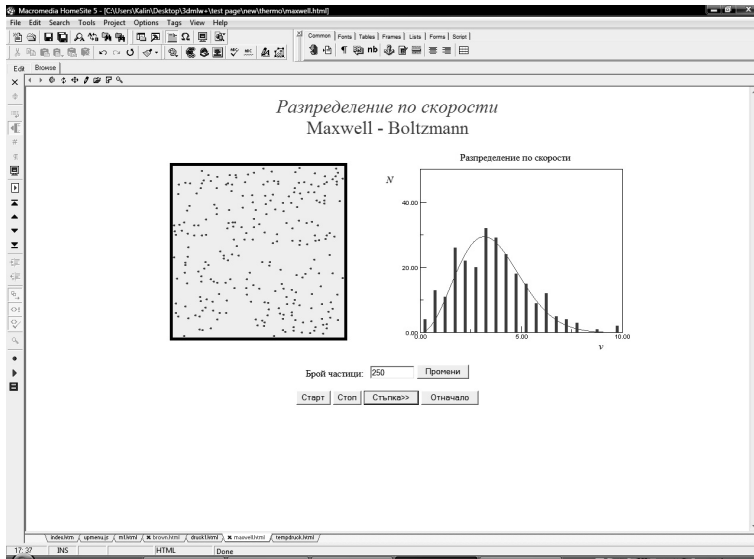 Macromedia HomeSite 5 - [C:\Users\Kalin\Desktop\3dmlw+\test page\new\thermo\maxwell.html]
File Edit Search Tools Project Options Tags View Help
Common Fonts Tables Frames Lists Forms Script
nb
Edit Browse
Разпределение по скорости
Maxwell - Boltzmann
Разпределение по скорости
N
40.00
20.00
0.00
0.00 5.00 10.00
v
Брой частици: 250 Промени
Старт Стоп Стъпка>> Отначало
index.htm upmenu.js ml.html brown.html druck1.html maxwell.html tempdruck.html
17; 37 INS HTML Done